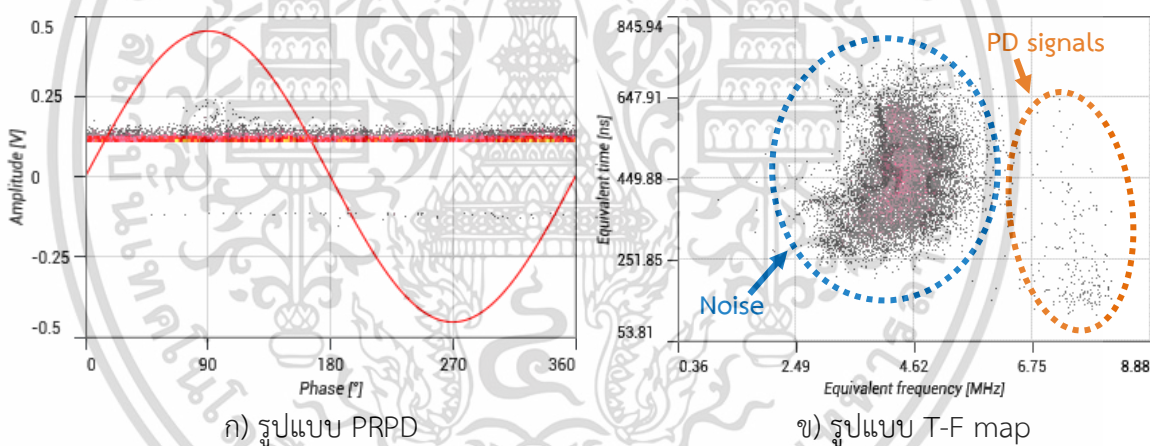 0.5
0.25
0
-0.25
-0.5
Amplitude [V]
0
90
180
270
360
Phase [°]
ก) รูปแบบ PRPD
845.94
647.91
449.88
251.85
53.81
Equivalent time [ns]
PD signals
Noise
0.36
2.49
4.62
6.75
8.88
Equivalent frequency [MHz]
ข) รูปแบบ T-F map